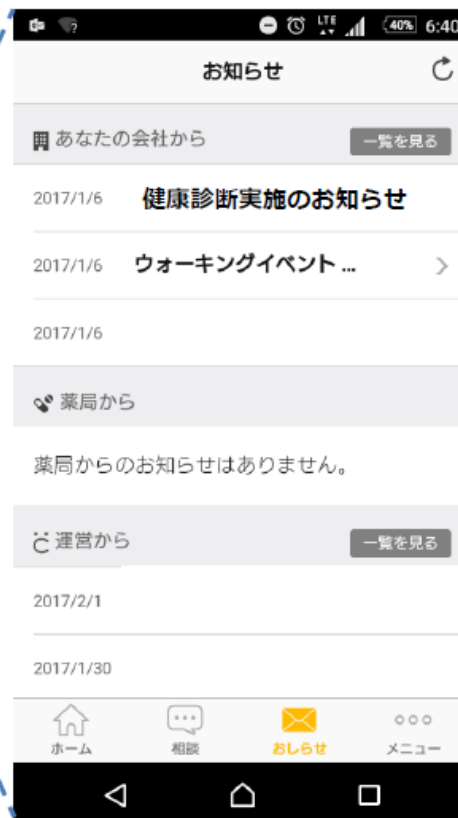 LTE 40% 6:40
お知らせ
あなたの会社から 一覧を見る
2017/1/6 健康診断実施のお知らせ
2017/1/6 ウォーキングイベント ...
2017/1/6
薬局から
薬局からのお知らせはありません。
運営から 一覧を見る
2017/2/1
2017/1/30
ホーム 相談 おしらせ メニュー